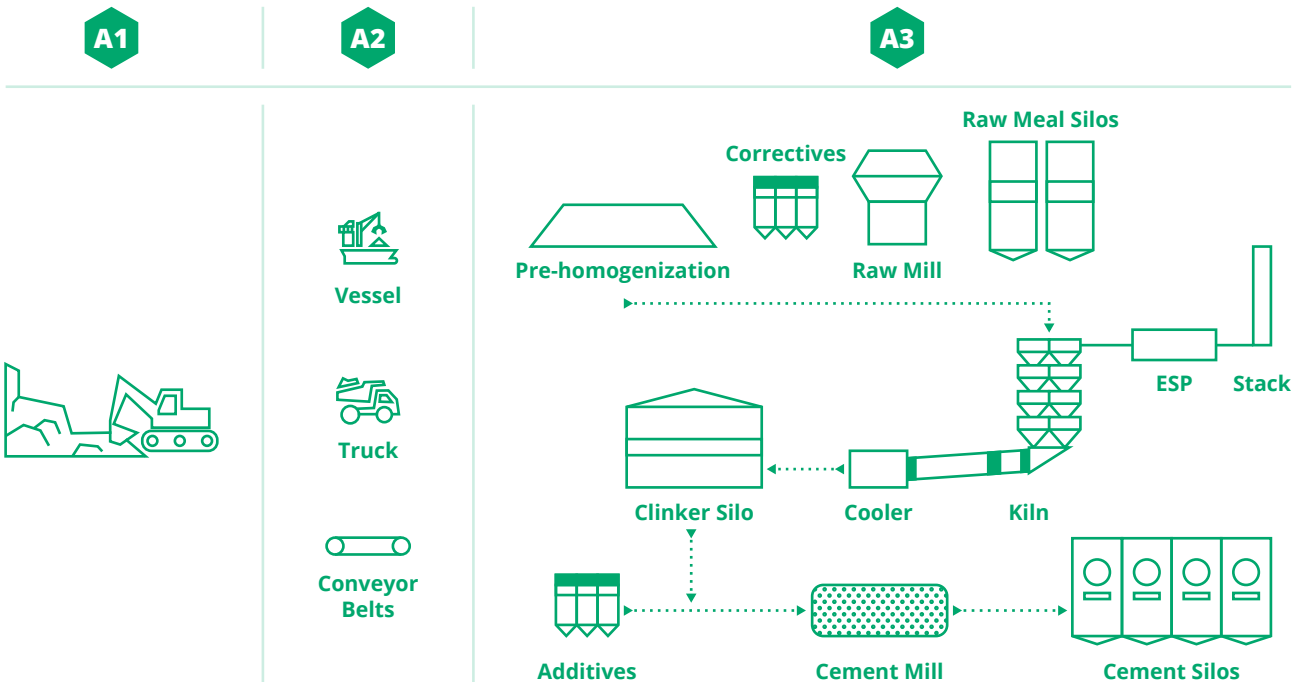 A1
A2
A3
Vessel
Truck
Conveyor
Belts
Raw Meal Silos
Correctives
Pre-homogenization
Raw Mill
ESP
Stack
Clinker Silo
Cooler
Kiln
Additives
Cement Mill
Cement Silos